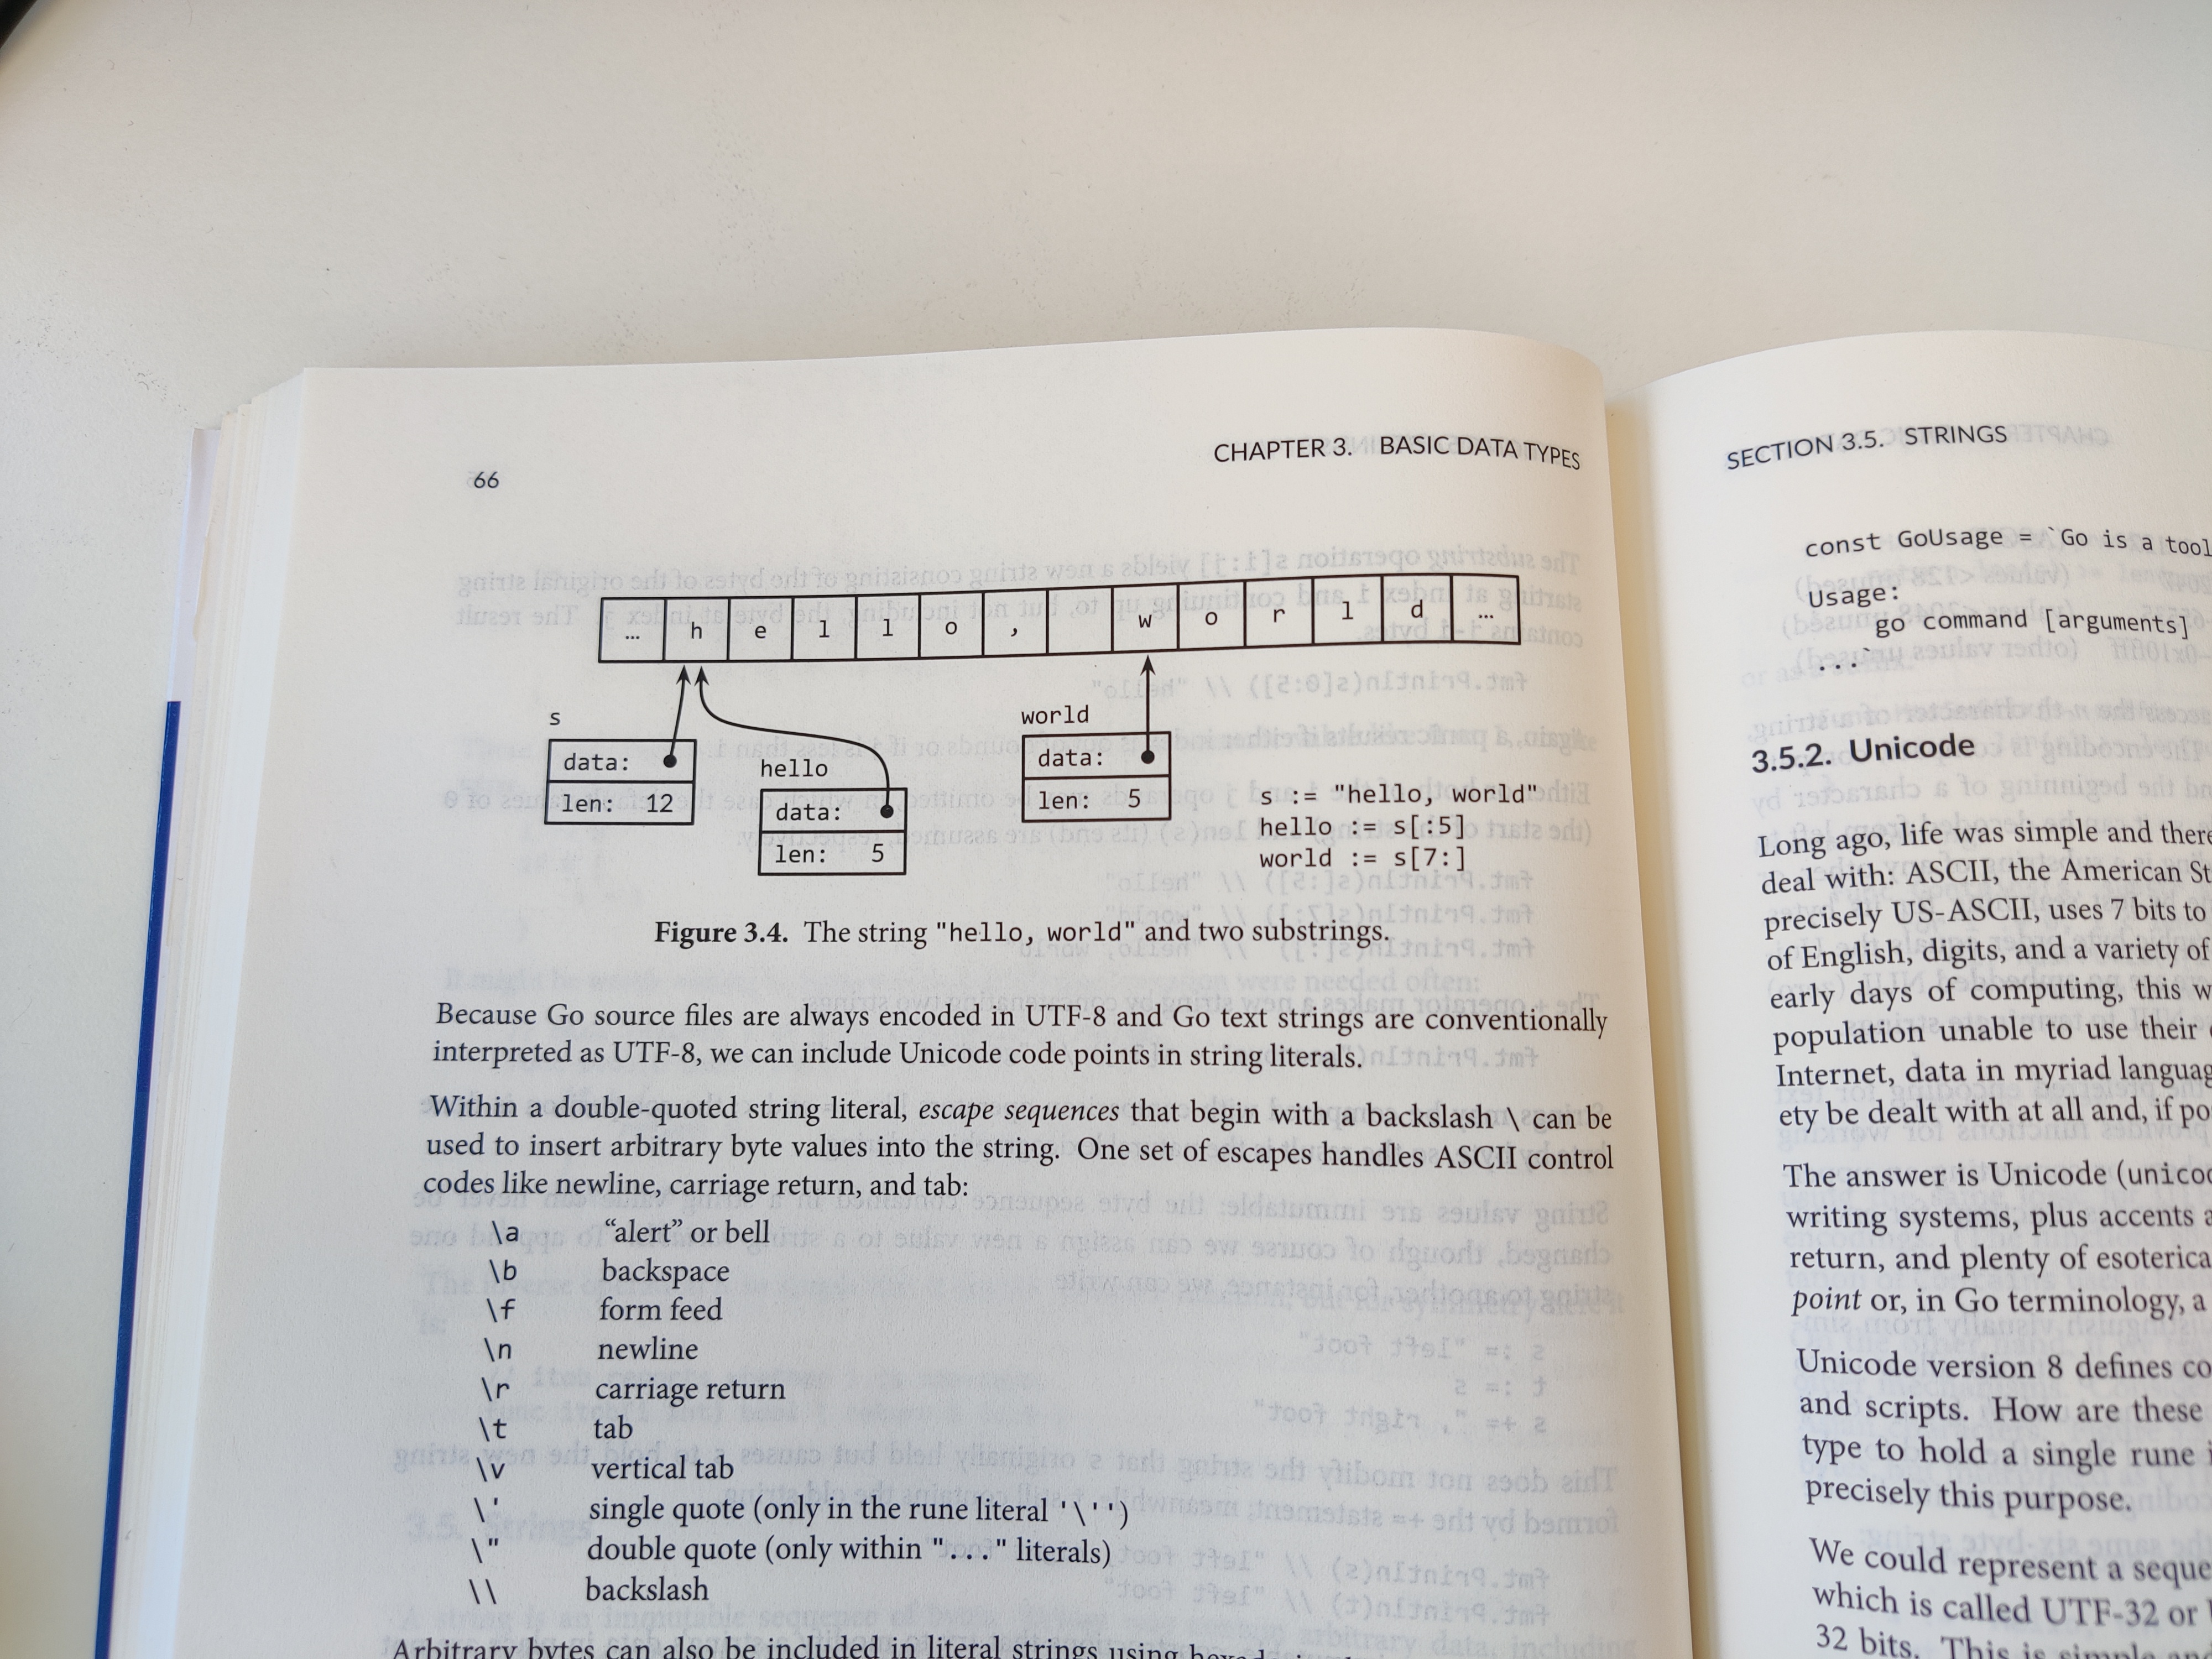 66
CHAPTER 3. BASIC DATA TYPES
… h e l l o , w o r l d …
s
data:
len: 12
hello
data:
len: 5
world
data:
len: 5
s := "hello, world"
hello := s[:5]
world := s[7:]
Figure 3.4. The string "hello, world" and two substrings.
Because Go source files are always encoded in UTF-8 and Go text strings are conventionally
interpreted as UTF-8, we can include Unicode code points in string literals.
Within a double-quoted string literal, escape sequences that begin with a backslash \ can be
used to insert arbitrary byte values into the string. One set of escapes handles ASCII control
codes like newline, carriage return, and tab:
\a “alert” or bell
\b backspace
\f form feed
\n newline
\r carriage return
\t tab
\v vertical tab
\' single quote (only in the rune literal '\'')
\" double quote (only within "..." literals)
\\ backslash
Arbitrary bytes can also be included in literal strings using
SECTION 3.5. STRINGS
const GoUsage = `Go is a tool
Usage:
go command [arguments]
...`
3.5.2. Unicode
Long ago, life was simple and there
deal with: ASCII, the American St
precisely US-ASCII, uses 7 bits to
of English, digits, and a variety of
early days of computing, this w
population unable to use their
Internet, data in myriad languag
ety be dealt with at all and, if po
The answer is Unicode (unicod
writing systems, plus accents a
return, and plenty of esoterica
point or, in Go terminology, a
Unicode version 8 defines co
and scripts. How are these
type to hold a single rune i
precisely this purpose.
We could represent a seque
which is called UTF-32 or
32 bits. This is simple